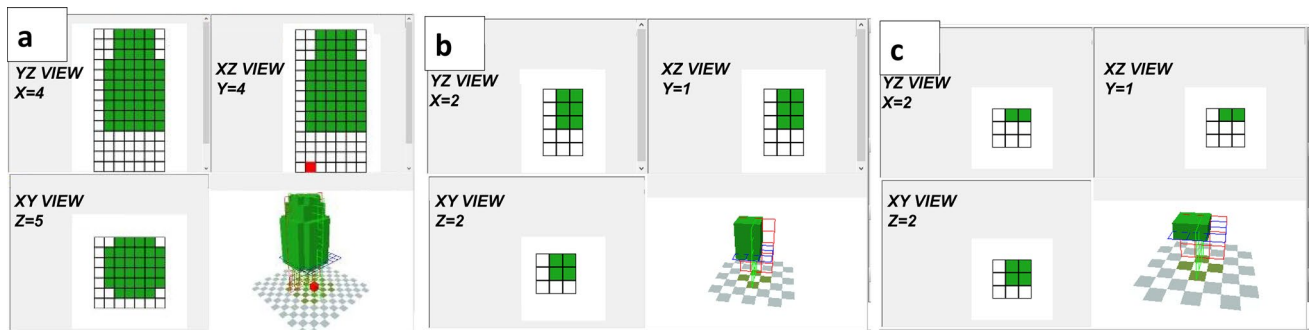 a
YZ VIEW
X=4
XZ VIEW
Y=4
XY VIEW
Z=5
b
YZ VIEW
X=2
XZ VIEW
Y=1
XY VIEW
Z=2
c
YZ VIEW
X=2
XZ VIEW
Y=1
XY VIEW
Z=2